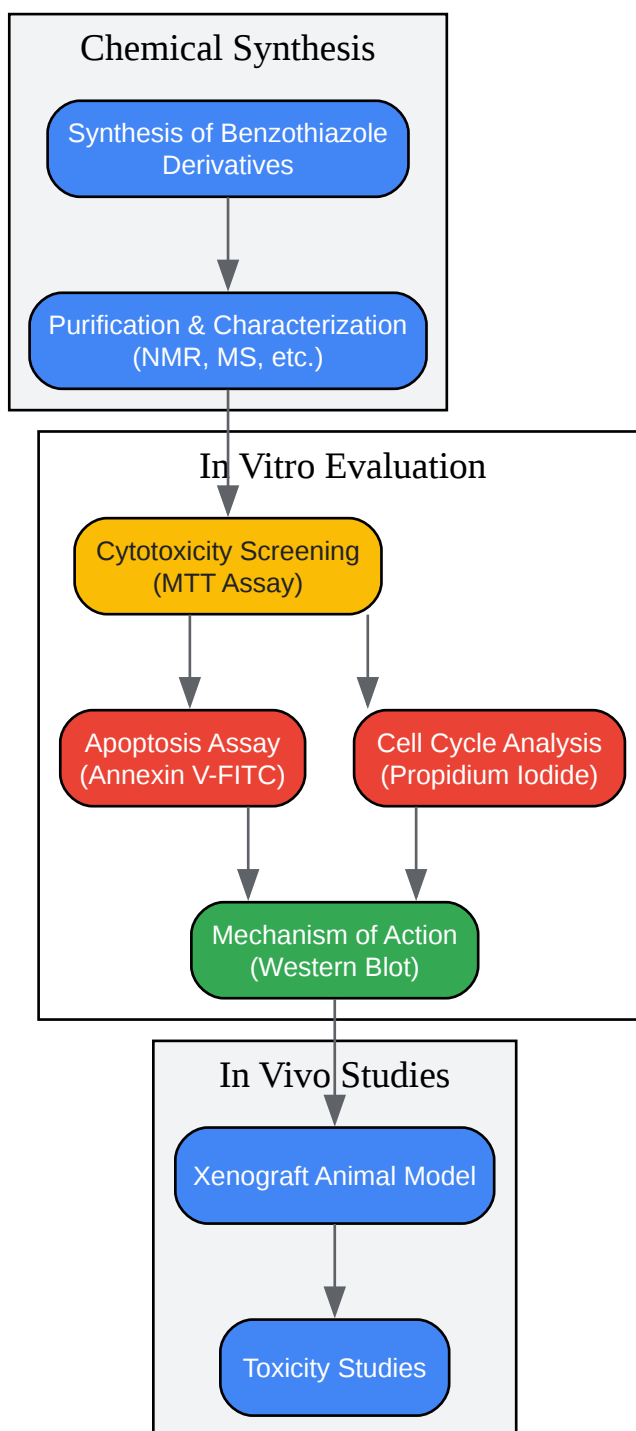 Chemical Synthesis
Synthesis of Benzothiazole
Derivatives
Purification & Characterization
(NMR, MS, etc.)
In Vitro Evaluation
Cytotoxicity Screening
(MTT Assay)
Apoptosis Assay
(Annexin V-FITC)
Cell Cycle Analysis
(Propidium Iodide)
Mechanism of Action
(Western Blot)
In Vivo Studies
Xenograft Animal Model
Toxicity Studies